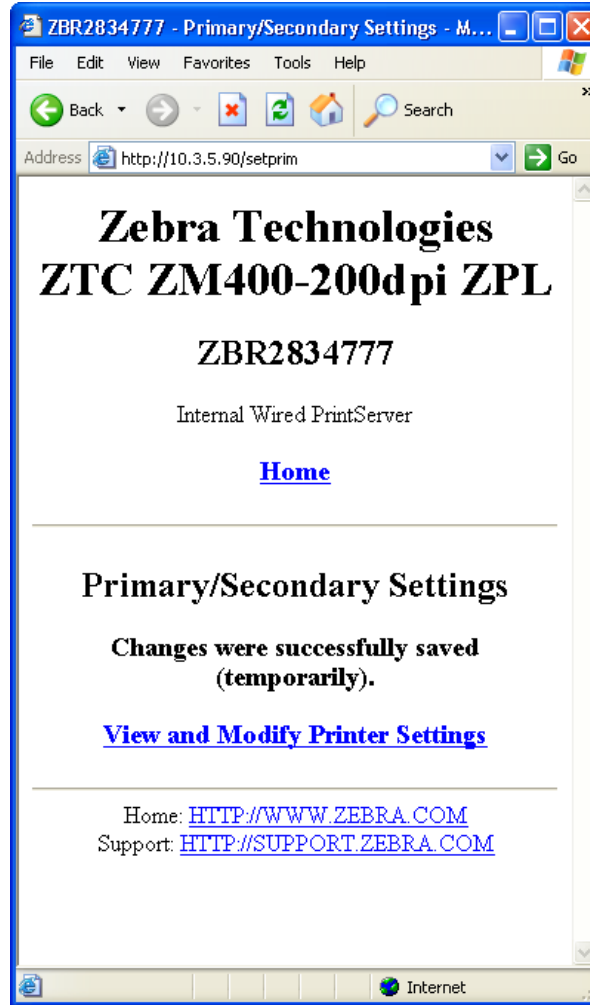 ZBR2834777 - Primary/Secondary Settings - M...
File Edit View Favorites Tools Help
Back Search »
Address http://10.3.5.90/setprim Go
Zebra Technologies
ZTC ZM400-200dpi ZPL
ZBR2834777
Internal Wired PrintServer
Home
Primary/Secondary Settings
Changes were successfully saved
(temporarily).
View and Modify Printer Settings
Home: HTTP://WWW.ZEBRA.COM
Support: HTTP://SUPPORT.ZEBRA.COM
Internet